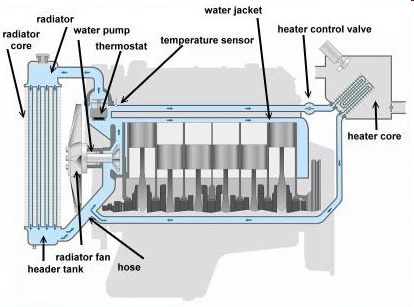 water jacket
radiator
water pump
heater control valve
radiator
core
thermostat
temperature sensor
heater core
radiator fan
header tank
hose